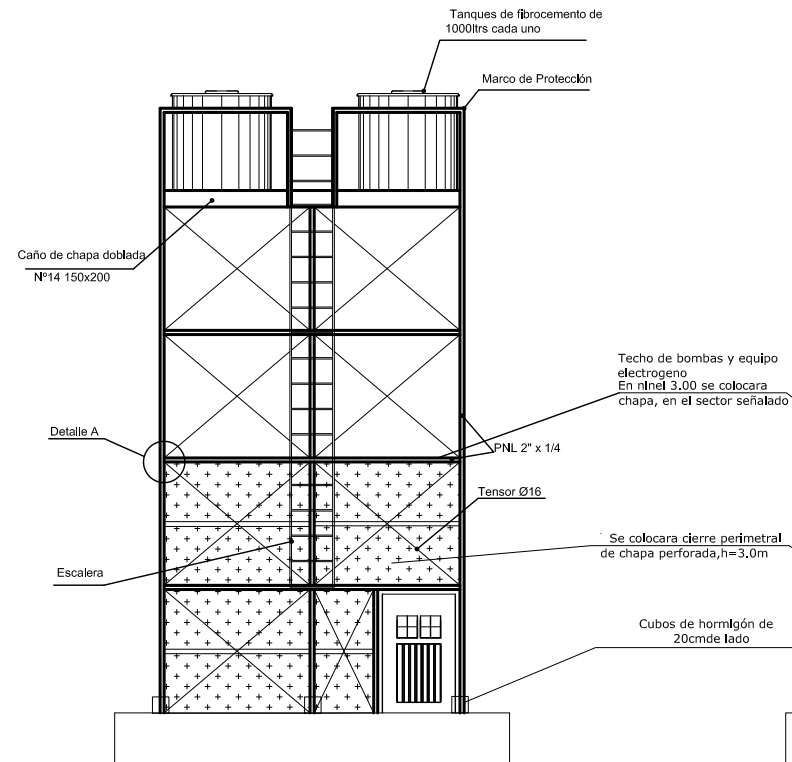 Tanques de fibrocemento de
1000ltrs cada uno
Marco de Protección
Caño de chapa doblada
Nº14 150x200
Techo de bombas y equipo
electrogeno
En ninel 3.00 se colocara
chapa, en el sector señalado
Detalle A
PNL 2" x 1/4
Tensor Ø16
Se colocara cierre perimetral
de chapa perforada,h=3.0m
Escalera
Cubos de hormigón de
20cmde lado